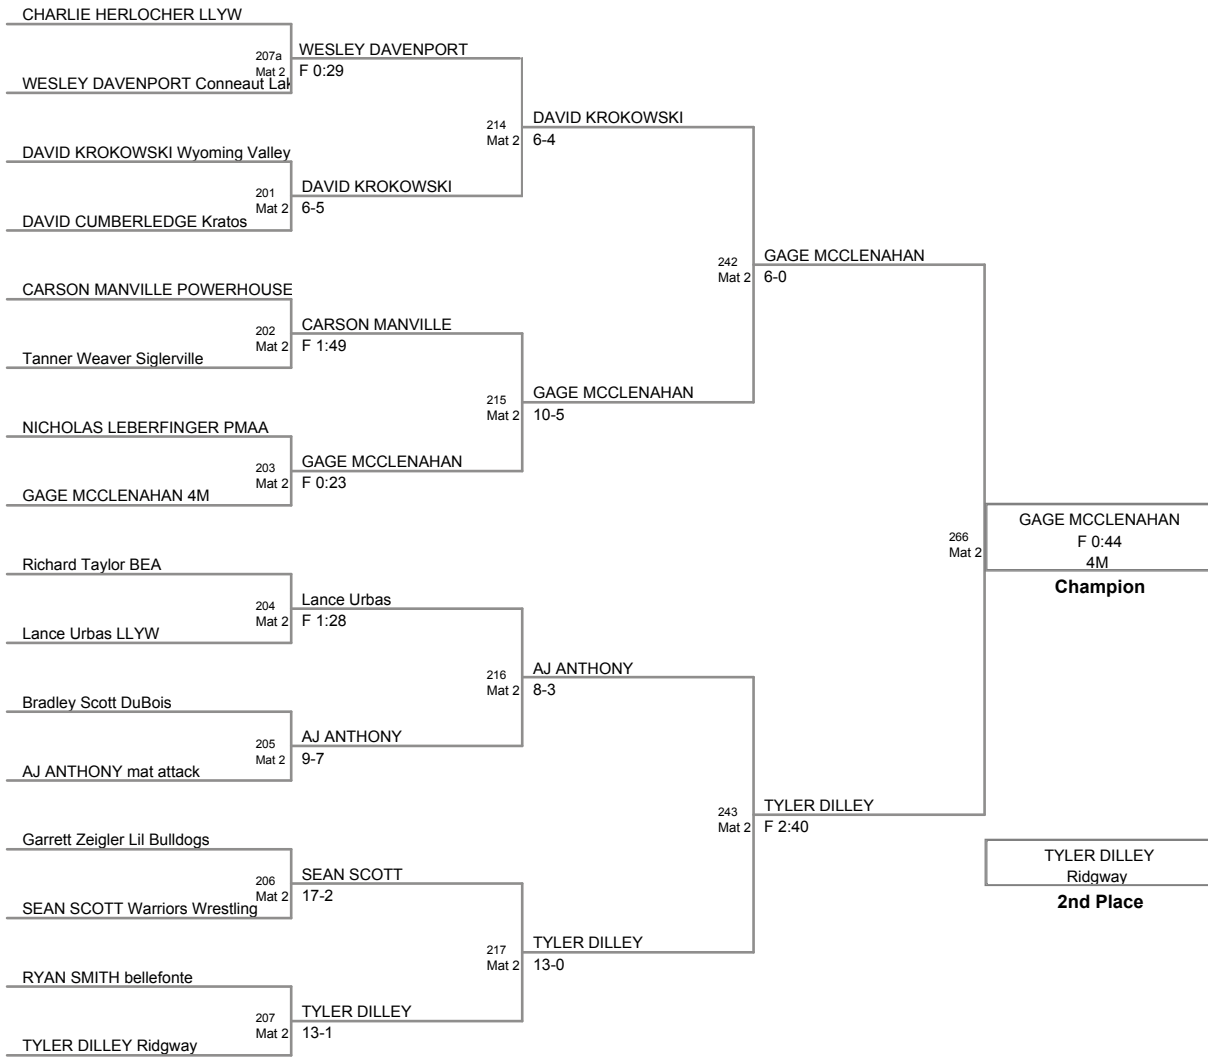 CHARLIE HERLOCHER LLYW
207a
Mat 2
WESLEY DAVENPORT
F 0:29
WESLEY DAVENPORT Conneaut Lak
214
Mat 2
DAVID KROKOWSKI
6-4
DAVID KROKOWSKI Wyoming Valley
201
Mat 2
DAVID KROKOWSKI
6-5
DAVID CUMBERLEDGE Kratos
242
Mat 2
GAGE MCCLENAHAN
6-0
CARSON MANVILLE POWERHOUSE
202
Mat 2
CARSON MANVILLE
F 1:49
Tanner Weaver Siglerville
215
Mat 2
GAGE MCCLENAHAN
10-5
NICHOLAS LEBERFINGER PMAA
203
Mat 2
GAGE MCCLENAHAN
F 0:23
GAGE MCCLENAHAN 4M
266
Mat 2
GAGE MCCLENAHAN
F 0:44
4M
Champion
Richard Taylor BEA
204
Mat 2
Lance Urbas
F 1:28
Lance Urbas LLYW
216
Mat 2
AJ ANTHONY
8-3
Bradley Scott DuBois
205
Mat 2
AJ ANTHONY
9-7
AJ ANTHONY mat attack
243
Mat 2
TYLER DILLEY
F 2:40
Garrett Zeigler Lil Bulldogs
206
Mat 2
SEAN SCOTT
17-2
SEAN SCOTT Warriors Wrestling
TYLER DILLEY
Ridgway
2nd Place
217
Mat 2
TYLER DILLEY
13-0
RYAN SMITH bellefonte
207
Mat 2
TYLER DILLEY
13-1
TYLER DILLEY Ridgway